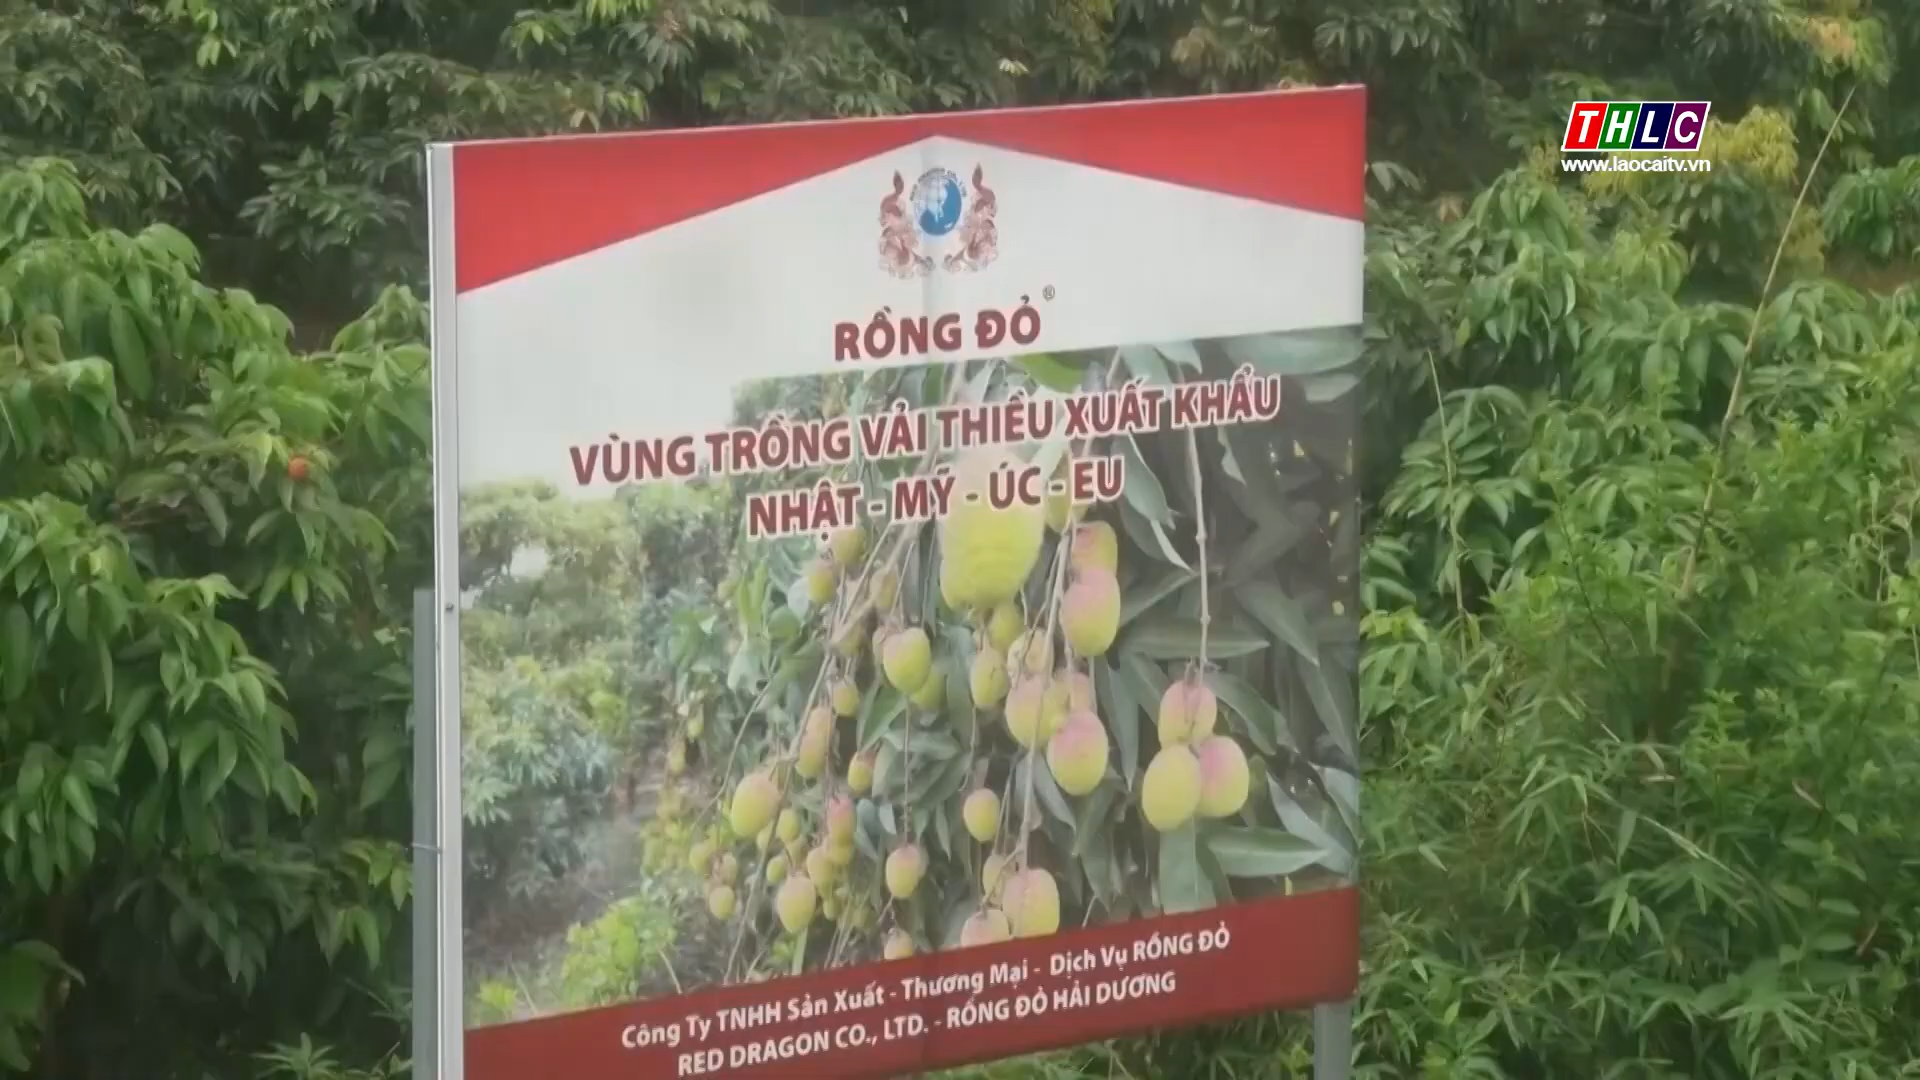 THLC
www.laocaitv.vn
RỒNG ĐỎ®
VÙNG TRỒNG VẢI THIỀU XUẤT KHẨU
NHẬT - MỸ - ÚC - EU
Công Ty TNHH Sản Xuất - Thương Mại - Dịch Vụ RỒNG ĐỎ
RED DRAGON CO., LTD. - RỒNG ĐỎ HẢI DƯƠNG